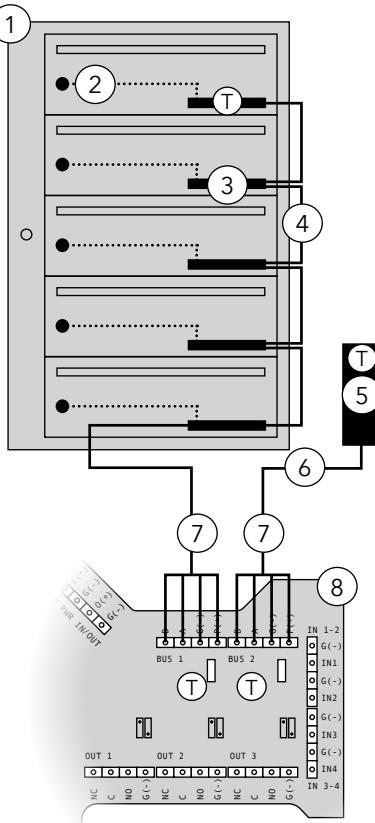 1
2
T
3
4
T
5
6
7 7
8
G(-)
O(+)
G(-)
PWR IN/OUT
B A G(-) P(-) B A G(-) P(-)
BUS 1 BUS 2
T T
IN 1-2
G(-)
IN1
G(-)
IN2
G(-)
IN3
G(-)
IN4
IN 3-4
OUT 1 OUT 2 OUT 3
NC C NO G(-) NC C NO G(-) NC C NO G(-)